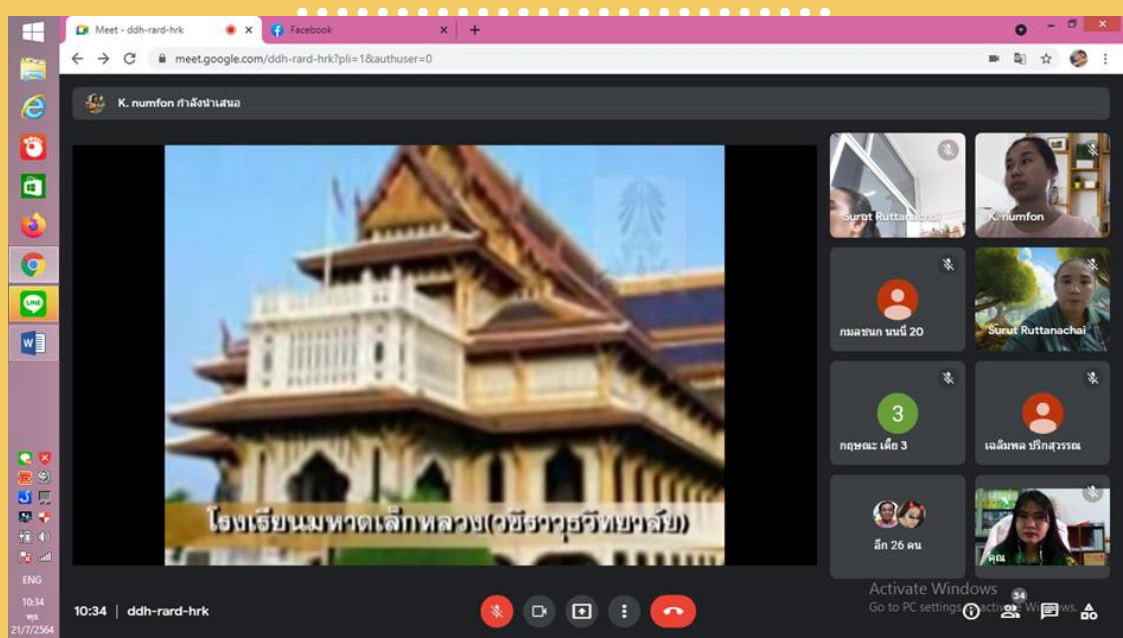 Meet - ddh-rard-hrk
Facebook
meet.google.com/ddh-rard-hrk?pli=1&authuser=0
K. numfon กำลังนำเสนอ
Surut Ruttanachai
K. numfon
กมลชนก นนนี่ 20
Surut Ruttanachai
3
กฤษณะ เตี้ย 3
เฉลิมพล ปริกสุวรรณ
อีก 26 คน
คุณ
โรงเรียนมหาดเล็กหลวง(วชิราวุธวิทยาลัย)
LINE
W
ENG
10:34
พุธ
21/7/2564
10:34 | ddh-rard-hrk
Activate Windows
Go to PC settings to activate Windows.
34